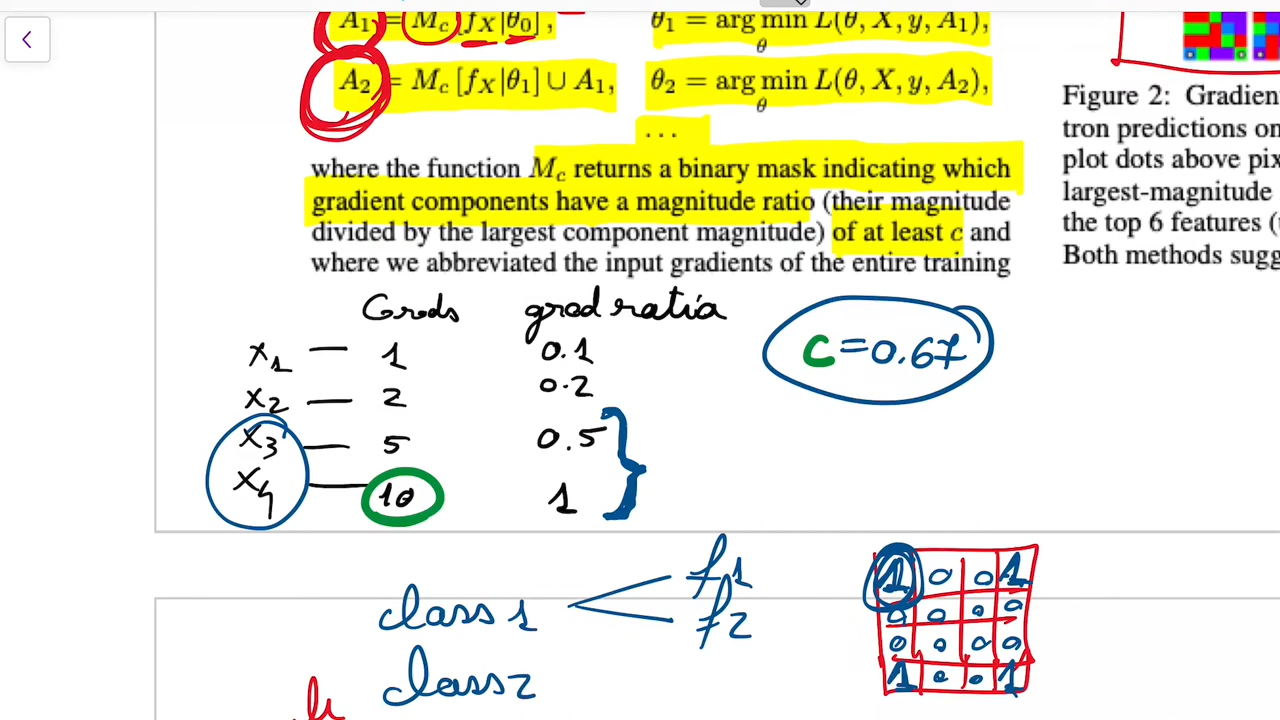 A₁ = M_c [f_X|θ₀] , θ₁ = arg min L(θ, X, y, A₁),
θ
A₂ = M_c [f_X|θ₁] ∪ A₁, θ₂ = arg min L(θ, X, y, A₂),
θ
...
where the function M_c returns a binary mask indicating which
gradient components have a magnitude ratio (their magnitude
divided by the largest component magnitude) of at least c and
where we abbreviated the input gradients of the entire training
Figure 2: Gradien
tron predictions on
plot dots above pix
largest-magnitude
the top 6 features (
Both methods sugg
Grads grad ratia
x₁ — 1 0.1
x₂ — 2 0.2
x₃ — 5 0.5
x₄ — 10 1
C=0.67
class 1 f1
f2
class 2
1 0 0 1
0 0 0 0
0 0 0 0
1 0 0 1